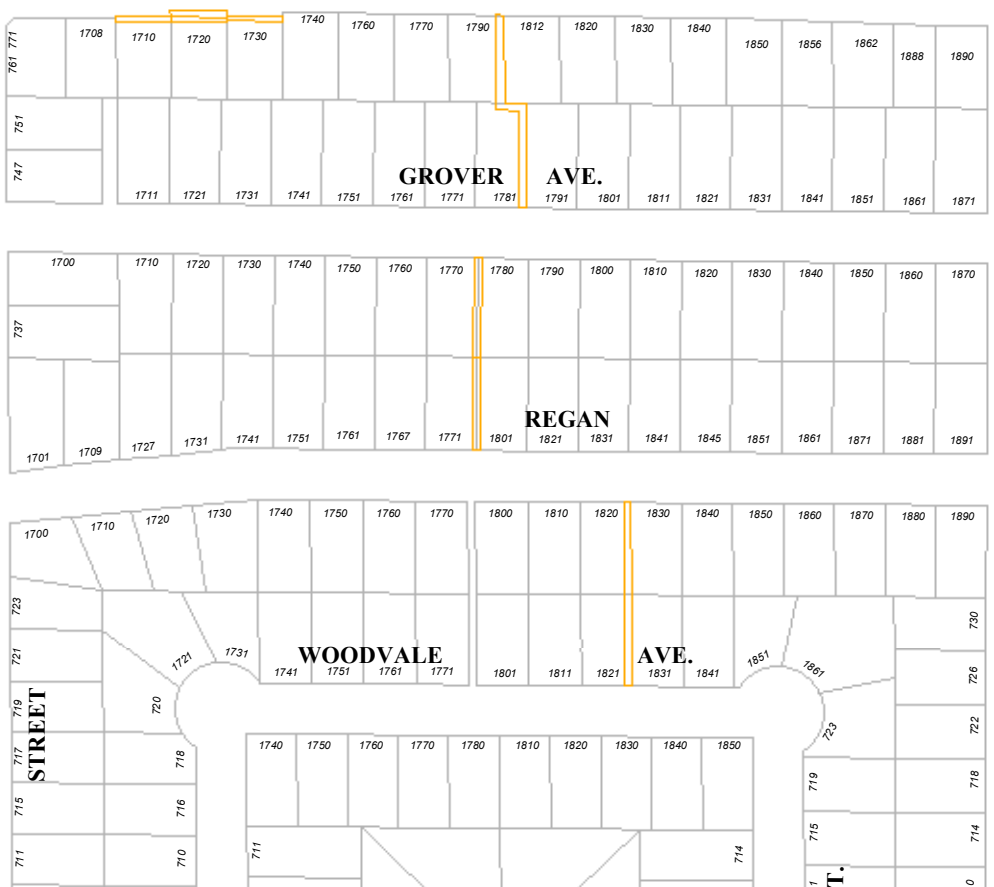 771 761 1708 1710 1720 1730 1740 1760 1770 1790 1812 1820 1830 1840 1850 1856 1862 1888 1890
751
747
GROVER AVE.
1711 1721 1731 1741 1751 1761 1771 1781 1791 1801 1811 1821 1831 1841 1851 1861 1871
1700 1710 1720 1730 1740 1750 1760 1770 1780 1790 1800 1810 1820 1830 1840 1850 1860 1870
737
REGAN
1701 1709 1727 1731 1741 1751 1761 1767 1771 1801 1821 1831 1841 1845 1851 1861 1871 1881 1891
1700 1710 1720 1730 1740 1750 1760 1770 1800 1810 1820 1830 1840 1850 1860 1870 1880 1890
723 730
721 1721 1731 WOODVALE AVE. 1851 1861 726
1741 1751 1761 1771 1801 1811 1821 1831 1841
719 720 723 722
STREET
717 718 1740 1750 1760 1770 1780 1810 1820 1830 1840 1850 719 718
715 716 715 714
711 710 711 714
T.